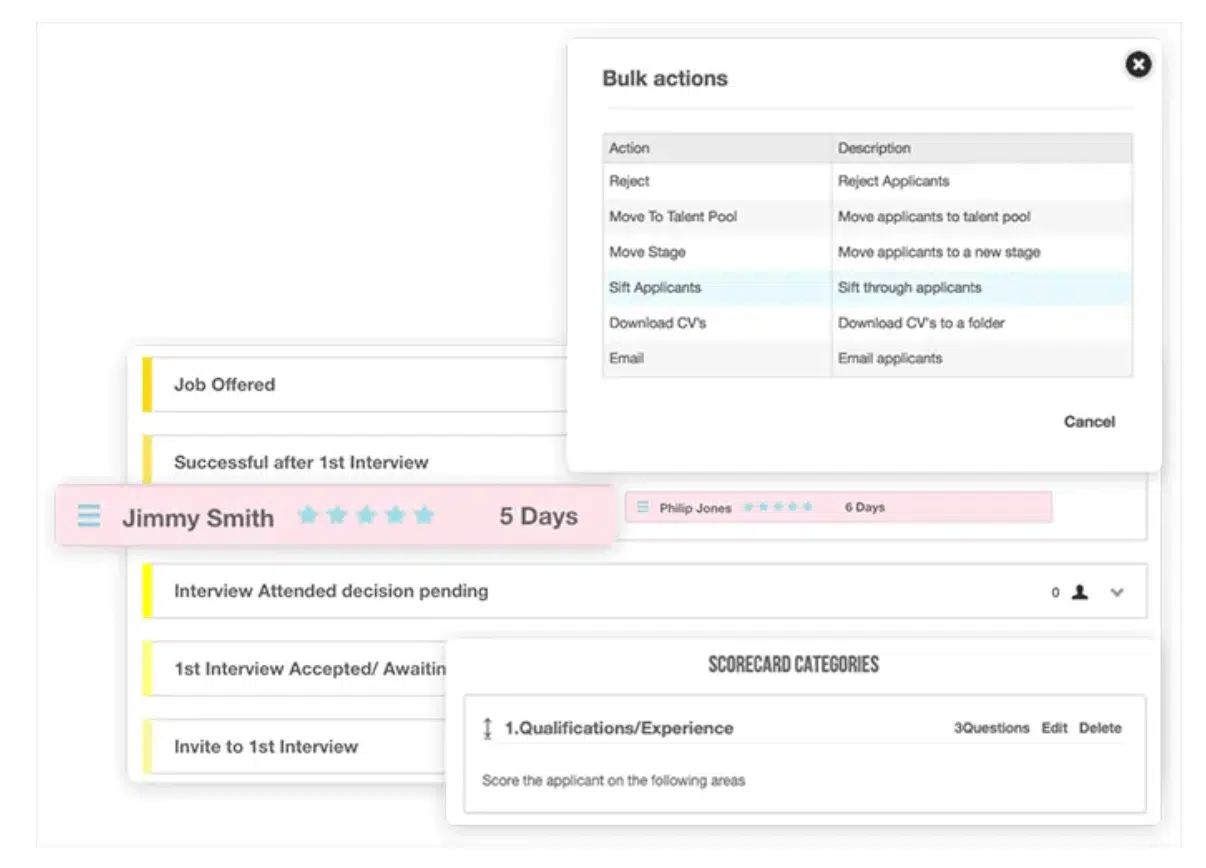 Bulk actions
Action Description
Reject Reject Applicants
Move To Talent Pool Move applicants to talent pool
Move Stage Move applicants to a new stage
Sift Applicants Sift through applicants
Download CV's Download CV's to a folder
Email Email applicants
Cancel
Job Offered
Successful after 1st Interview
Jimmy Smith 5 Days
Philip Jones 6 Days
Interview Attended decision pending 0
1st Interview Accepted/ Awaitin
Invite to 1st Interview
SCORECARD CATEGORIES
1.Qualifications/Experience 3Questions Edit Delete
Score the applicant on the following areas